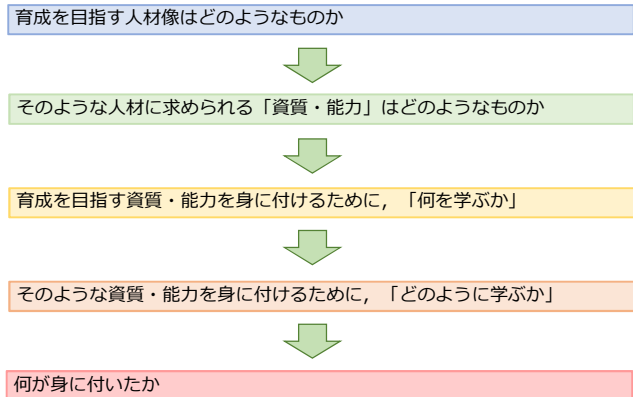 育成を目指す人材像はどのようなものか
そのような人材に求められる「資質・能力」はどのようなものか
育成を目指す資質・能力を身に付けるために，「何を学ぶか」
そのような資質・能力を身に付けるために，「どのように学ぶか」
何が身に付いたか